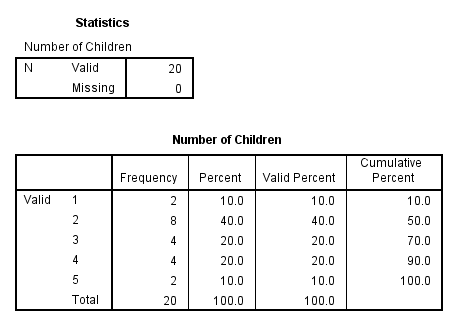 Statistics
Number of Children
N Valid 20
Missing 0
Number of Children
Frequency Percent Valid Percent Cumulative Percent
Valid 1 2 10.0 10.0 10.0
2 8 40.0 40.0 50.0
3 4 20.0 20.0 70.0
4 4 20.0 20.0 90.0
5 2 10.0 10.0 100.0
Total 20 100.0 100.0